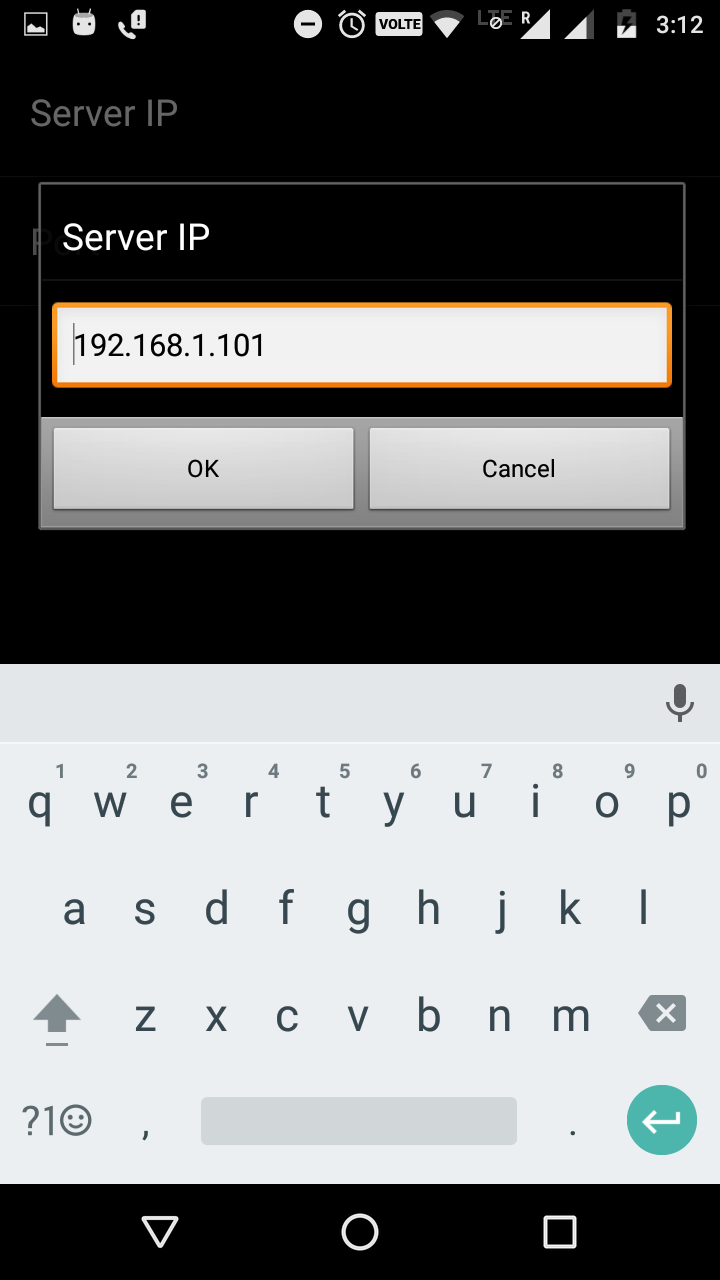 VOLTE LTE R 3:12
Server IP
Port
Server IP
192.168.1.101
OK Cancel
1 2 3 4 5 6 7 8 9 0
q w e r t y u i o p
a s d f g h j k l
z x c v b n m
?1 , .